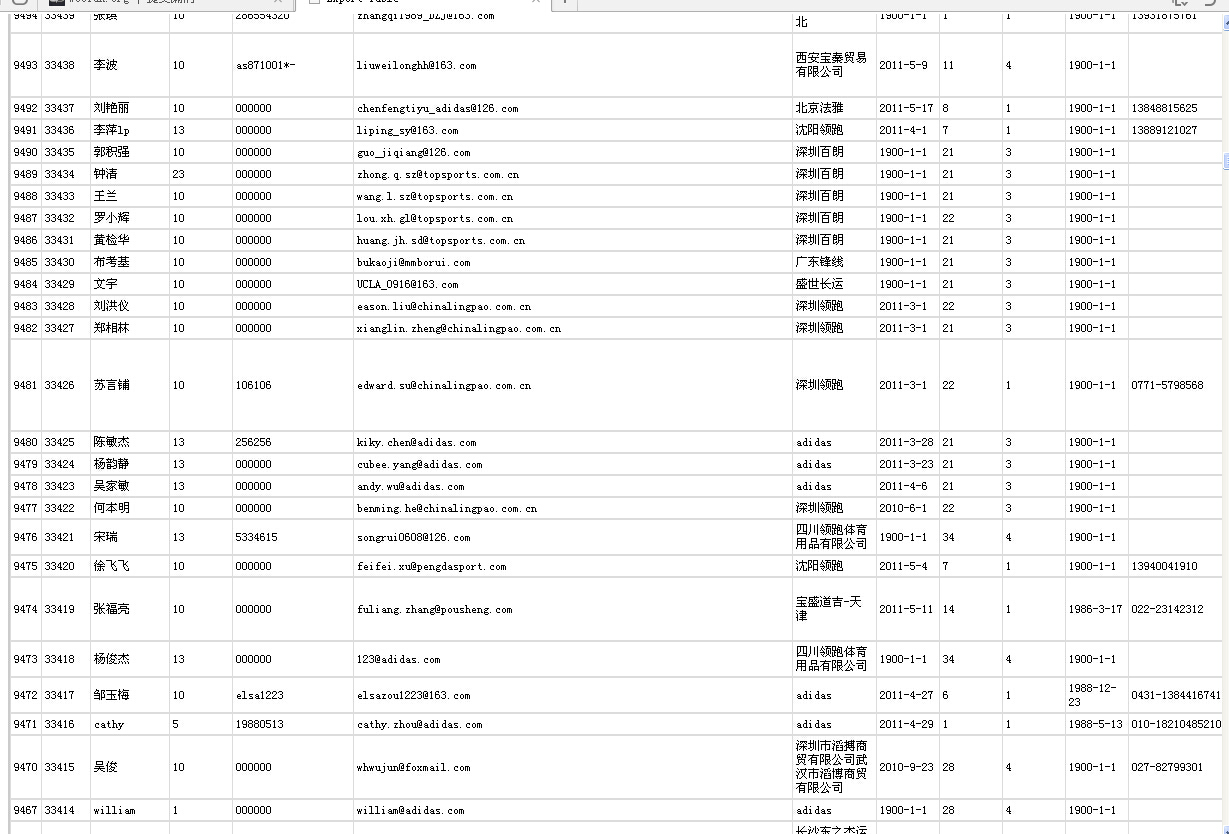 9494 33439 10 zhangqi1989_DZJ@163.com 北 1900-1-1 1 1 1900-1-1
9493 33438 李波 10 as871001*- liuweilonghh@163.com 西安宝秦贸易 2011-5-9 11 4 1900-1-1
有限公司
9492 33437 刘艳丽 10 000000 chenfengtiyu_adidas@126.com 北京法雅 2011-5-17 8 1 1900-1-1 13848815625
9491 33436 李萍lp 13 000000 liping_sy@163.com 沈阳领跑 2011-4-1 7 1 1900-1-1 13889121027
9490 33435 郭积强 10 000000 guo_jiqiang@126.com 深圳百朗 1900-1-1 21 3 1900-1-1
9489 33434 钟清 23 000000 zhong.q.sz@topsports.com.cn 深圳百朗 1900-1-1 21 3 1900-1-1
9488 33433 王兰 10 000000 wang.l.sz@topsports.com.cn 深圳百朗 1900-1-1 21 3 1900-1-1
9487 33432 罗小辉 10 000000 lou.xh.gl@topsports.com.cn 深圳百朗 1900-1-1 22 3 1900-1-1
9486 33431 黄检华 10 000000 huang.jh.sd@topsports.com.cn 深圳百朗 1900-1-1 21 3 1900-1-1
9485 33430 布考基 10 000000 bukaoji@mmborui.com 广东锋线 1900-1-1 21 3 1900-1-1
9484 33429 文宇 10 000000 UCLA_0916@163.com 盛世长运 1900-1-1 21 3 1900-1-1
9483 33428 刘洪仪 10 000000 eason.liu@chinalingpao.com.cn 深圳领跑 2011-3-1 22 3 1900-1-1
9482 33427 郑相林 10 000000 xianglin.zheng@chinalingpao.com.cn 深圳领跑 2011-3-1 21 3 1900-1-1
9481 33426 苏言铺 10 106106 edward.su@chinalingpao.com.cn 深圳领跑 2011-3-1 22 1 1900-1-1 0771-5798568
9480 33425 陈敏杰 13 256256 kiky.chen@adidas.com adidas 2011-3-28 21 3 1900-1-1
9479 33424 杨韵静 13 000000 cubee.yang@adidas.com adidas 2011-3-23 21 3 1900-1-1
9478 33423 吴家敏 13 000000 andy.wu@adidas.com adidas 2011-4-6 21 3 1900-1-1
9477 33422 何本明 10 000000 benming.he@chinalingpao.com.cn 深圳领跑 2010-6-1 22 3 1900-1-1
9476 33421 宋瑞 13 5334615 songrui0608@126.com 四川领跑体育 1900-1-1 34 4 1900-1-1
用品有限公司
9475 33420 徐飞飞 10 000000 feifei.xu@pengdasport.com 沈阳领跑 2011-5-4 7 1 1900-1-1 13940041910
9474 33419 张福亮 10 000000 fuliang.zhang@pousheng.com 宝盛道吉-天 2011-5-11 14 1 1986-3-17 022-23142312
津
9473 33418 杨俊杰 13 000000 123@adidas.com 四川领跑体育 1900-1-1 34 4 1900-1-1
用品有限公司
9472 33417 邹玉梅 10 elsa1223 elsazou1223@163.com adidas 2011-4-27 6 1 1988-12- 0431-1384416741
23
9471 33416 cathy 5 19880513 cathy.zhou@adidas.com adidas 2011-4-29 1 1 1988-5-13 010-18210485210
9470 33415 吴俊 10 000000 whwujun@foxmail.com 深圳市滔搏商 2010-9-23 28 4 1900-1-1 027-82799301
贸有限公司武
汉市滔博商贸
有限公司
9467 33414 william 1 000000 william@adidas.com adidas 1900-1-1 28 4 1900-1-1